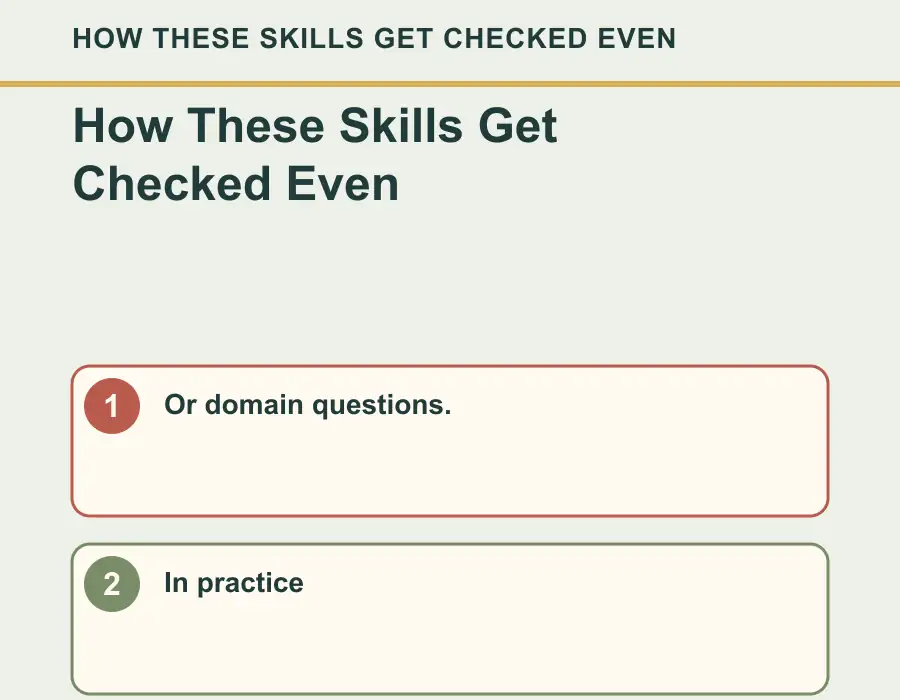 HOW THESE SKILLS GET CHECKED EVEN
How These Skills Get
Checked Even
1
Or domain questions.
2
In practice